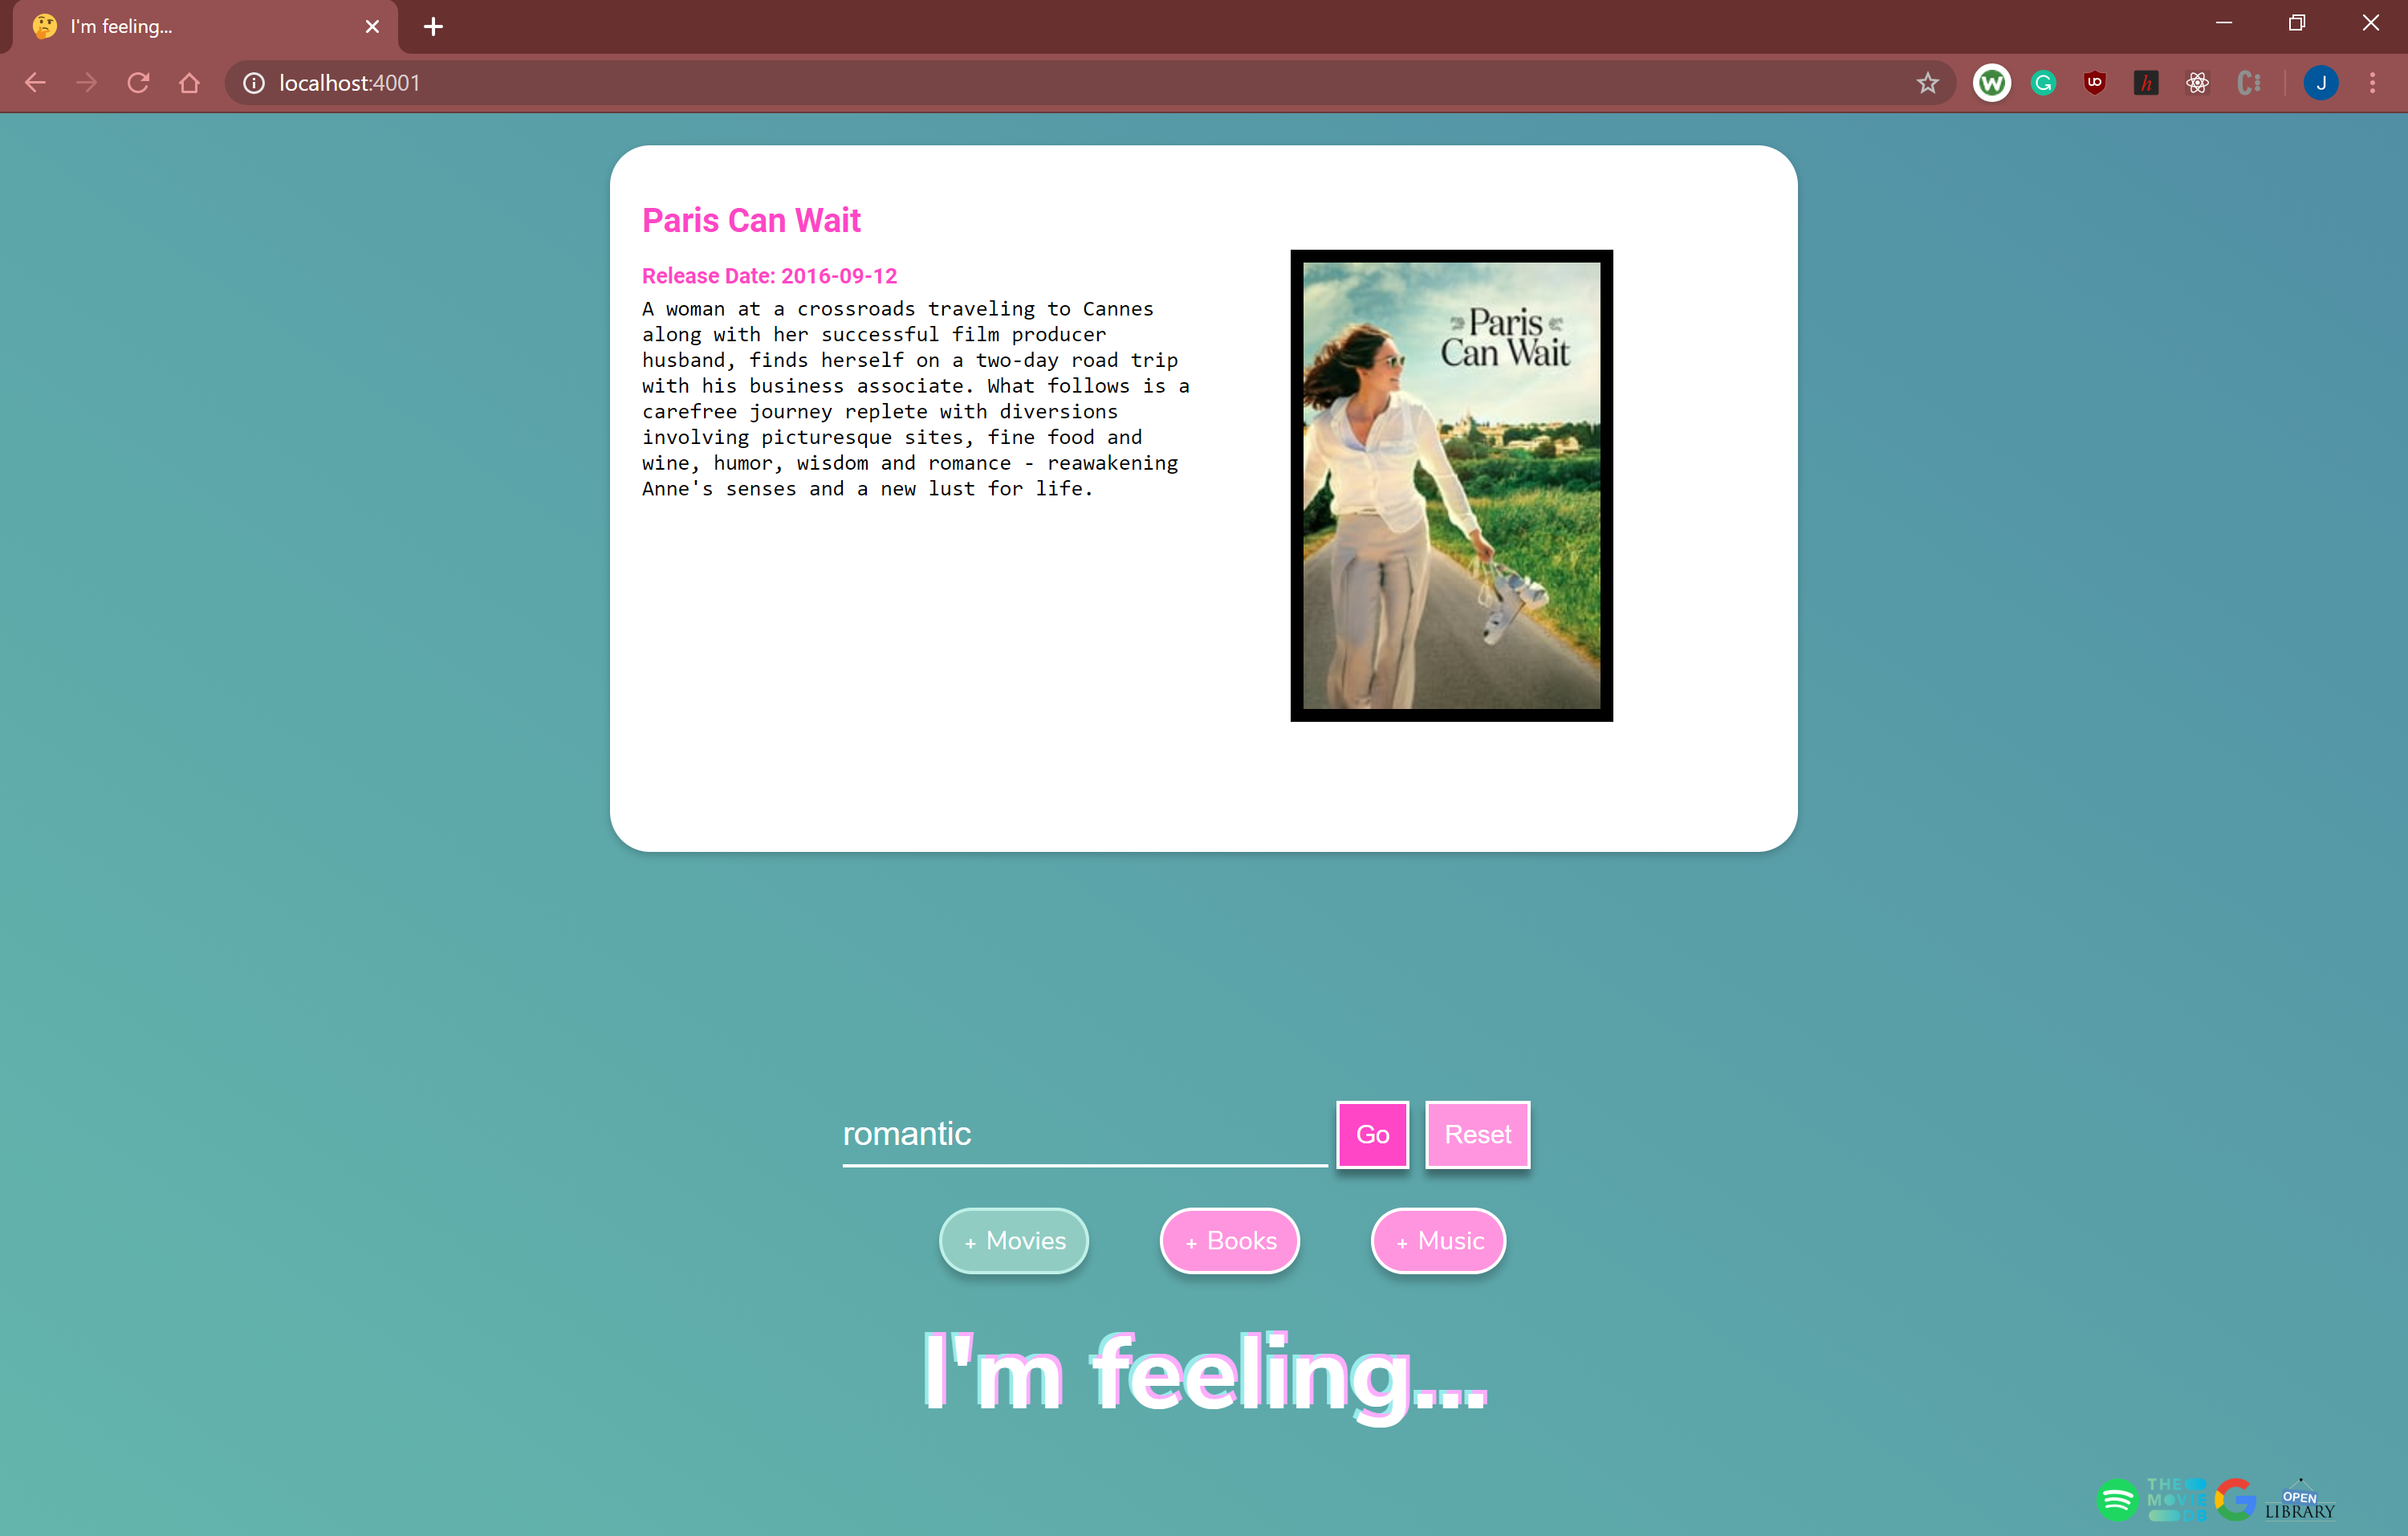 I'm feeling...
localhost:4001
J
Paris Can Wait
Release Date: 2016-09-12
A woman at a crossroads traveling to Cannes
along with her successful film producer
husband, finds herself on a two-day road trip
with his business associate. What follows is a
carefree journey replete with diversions
involving picturesque sites, fine food and
wine, humor, wisdom and romance - reawakening
Anne's senses and a new lust for life.
Paris
Can Wait
romantic
Go
Reset
+ Movies
+ Books
+ Music
I'm feeling...
THE
MOVIE
DB
OPEN
LIBRARY